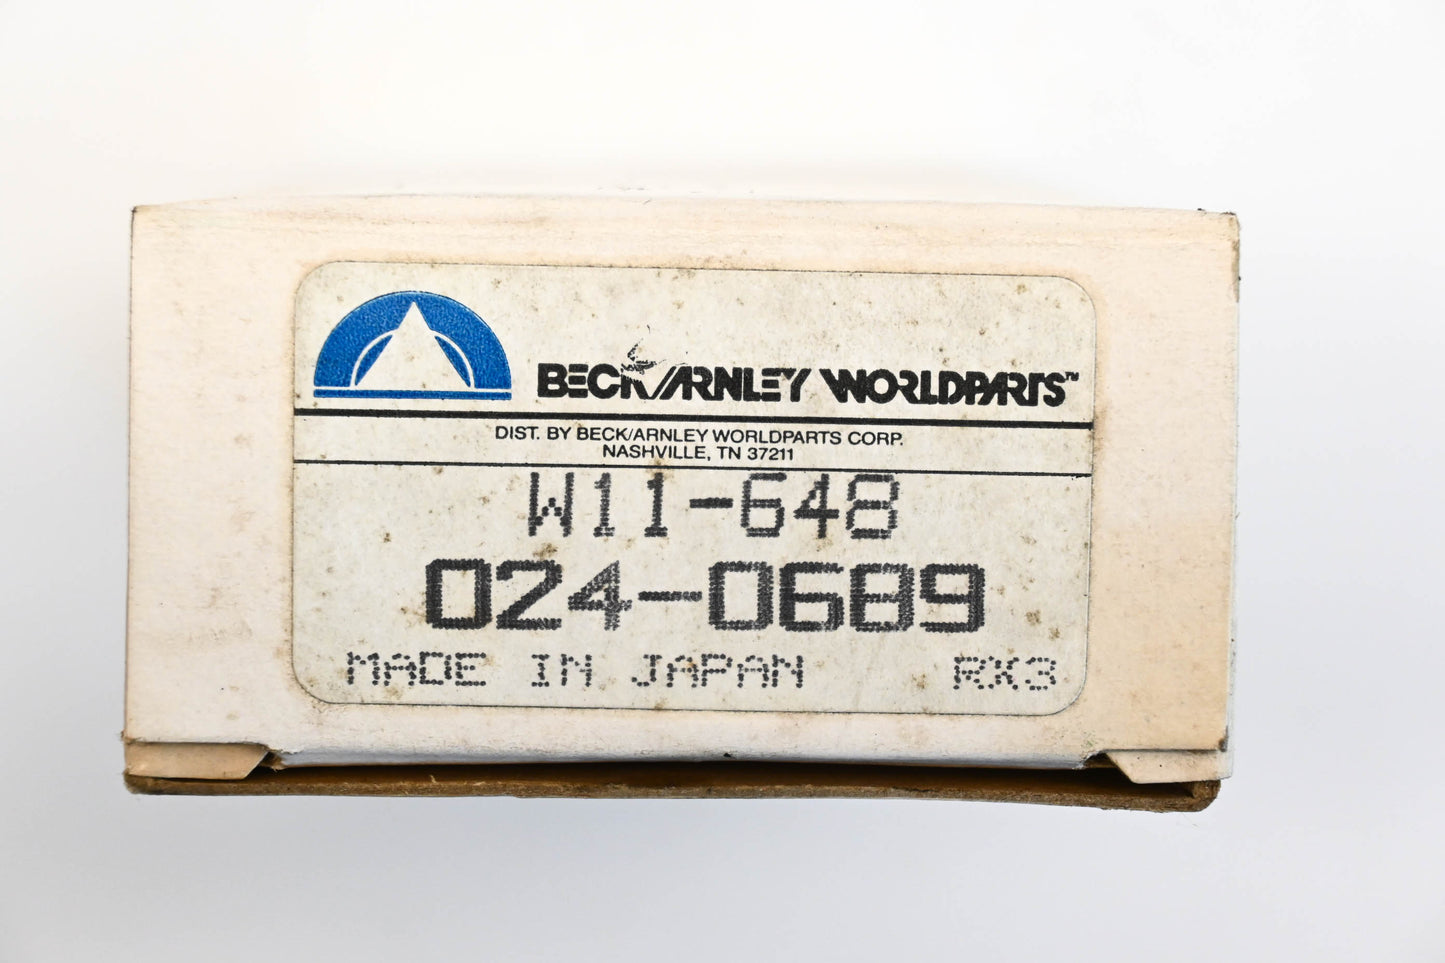 BECK/ARNLEY WORLDPARTS™
DIST. BY BECK/ARNLEY WORLDPARTS CORP.
NASHVILLE, TN 37211
W11-648
024-0689
MADE IN JAPAN RX3